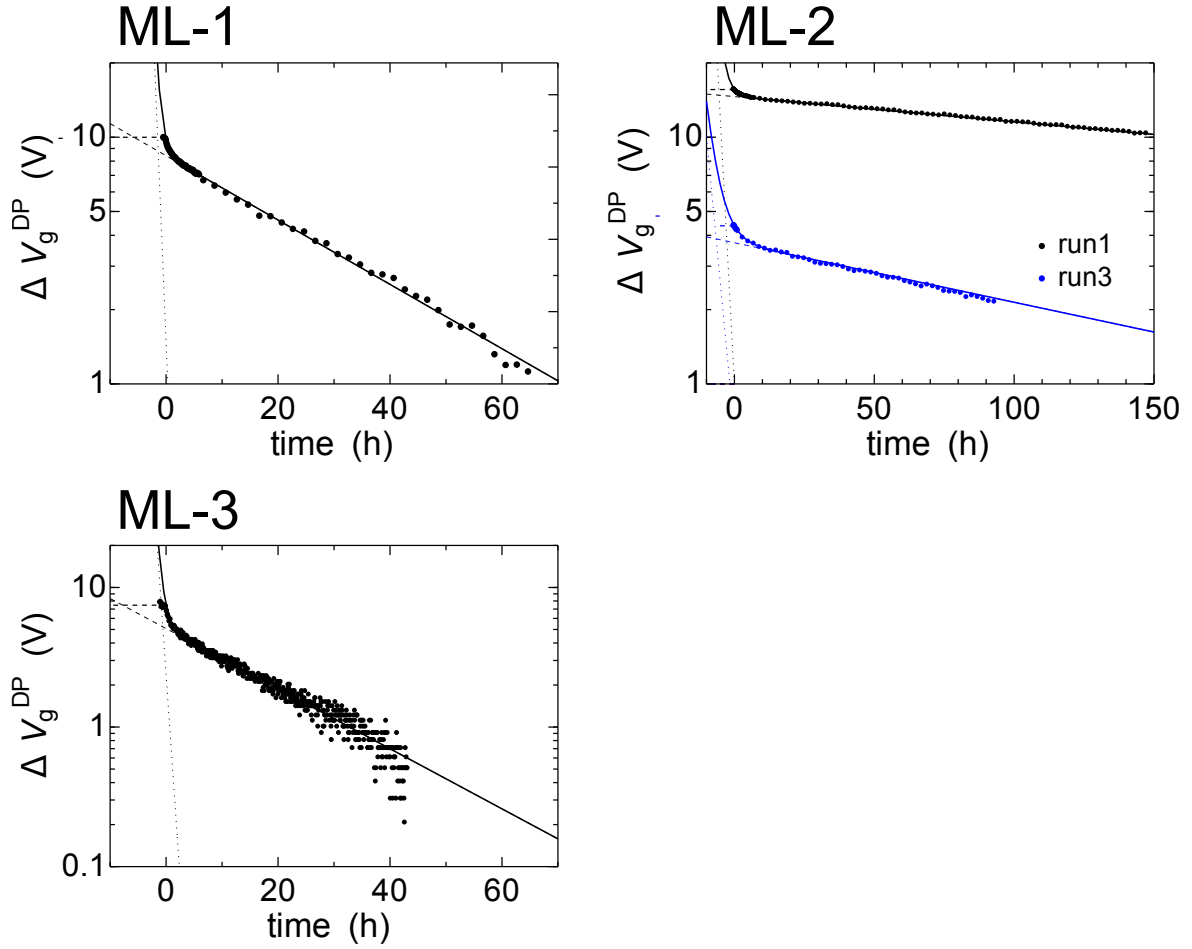 ML-1
Δ Vg^DP (V)
10
5
1
0 20 40 60
time (h)
ML-2
Δ Vg^DP (V)
10
5
1
run1
run3
0 50 100 150
time (h)
ML-3
Δ Vg^DP (V)
10
1
0.1
0 20 40 60
time (h)